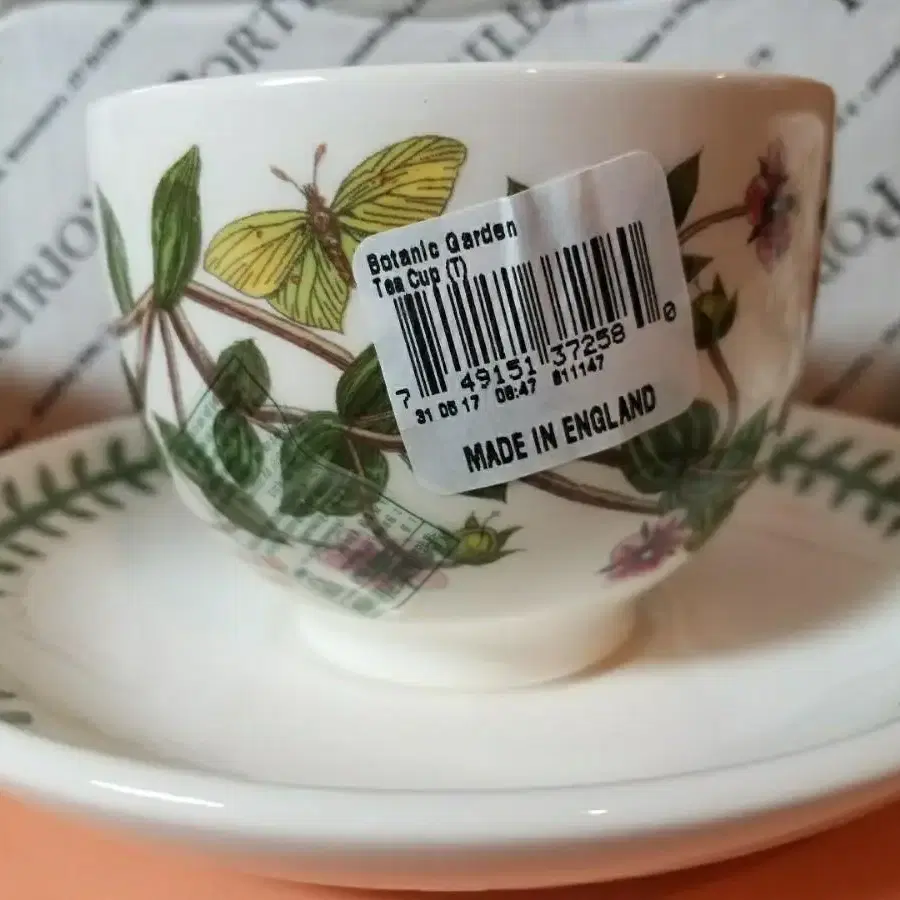 Botanic Garden
Tea Cup (T)
7 49151 37258 0
31 05 17 08:47 811147
MADE IN ENGLAND